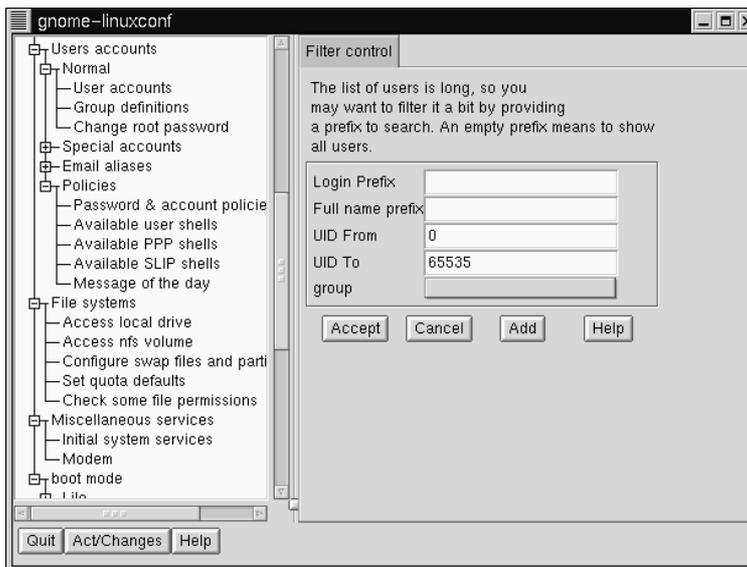 gnome-linuxconf
Users accounts
Normal
User accounts
Group definitions
Change root password
Special accounts
Email aliases
Policies
Password & account policie
Available user shells
Available PPP shells
Available SLIP shells
Message of the day
File systems
Access local drive
Access nfs volume
Configure swap files and parti
Set quota defaults
Check some file permissions
Miscellaneous services
Initial system services
Modem
boot mode
Lilo
Filter control
The list of users is long, so you
may want to filter it a bit by providing
a prefix to search. An empty prefix means to show
all users.
Login Prefix
Full name prefix
UID From 0
UID To 65535
group
Accept Cancel Add Help
Quit Act/Changes Help